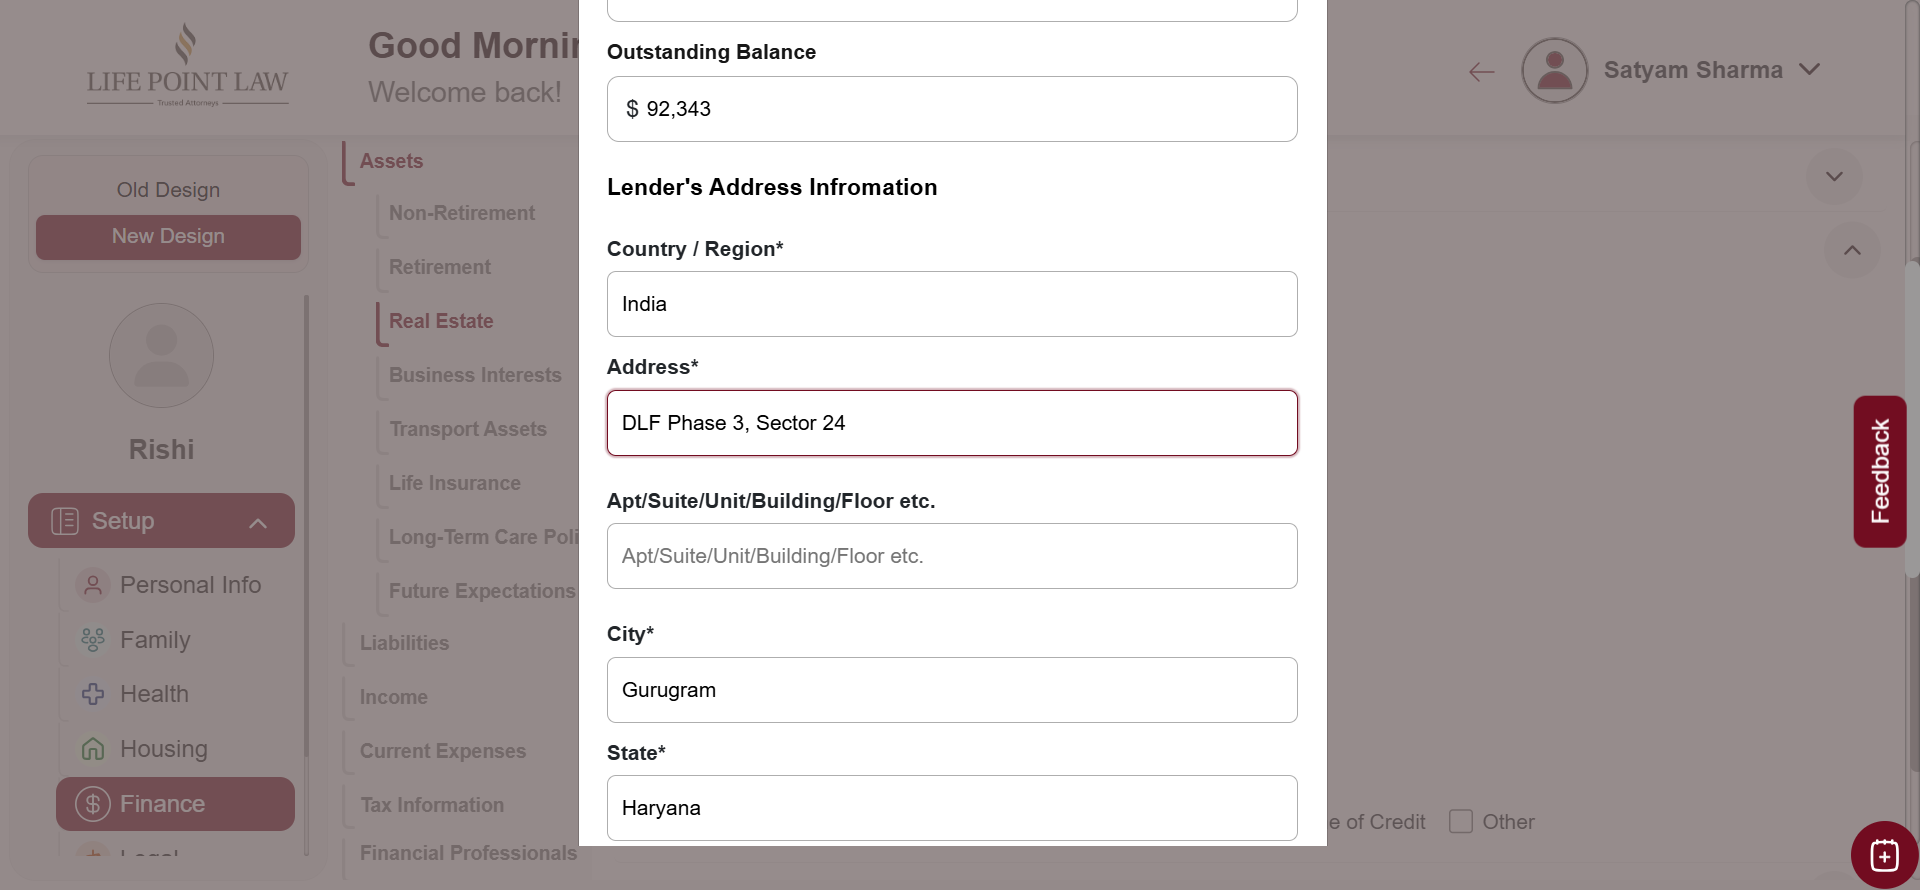 LIFE POINT LAW
Trusted Attorneys
Good Mornin
Welcome back!
Satyam Sharma
Old Design
New Design
Rishi
Setup
Personal Info
Family
Health
Housing
Finance
Legal
Assets
Non-Retirement
Retirement
Real Estate
Business Interests
Transport Assets
Life Insurance
Long-Term Care Poli
Future Expectations
Liabilities
Income
Current Expenses
Tax Information
Financial Professionals
Outstanding Balance
$ 92,343
Lender's Address Infromation
Country / Region*
India
Address*
DLF Phase 3, Sector 24
Apt/Suite/Unit/Building/Floor etc.
Apt/Suite/Unit/Building/Floor etc.
City*
Gurugram
State*
Haryana
e of Credit
Other
Feedback